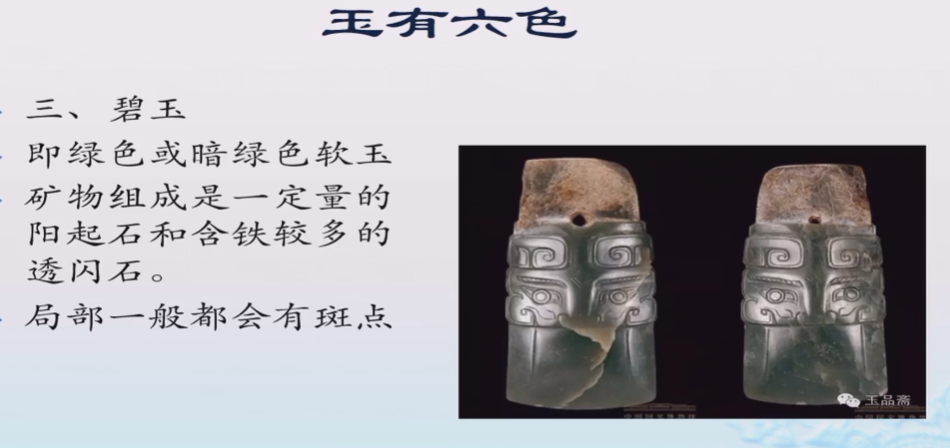 玉有六色
三、碧玉
即绿色或暗绿色软玉
矿物组成是一定量的
阳起石和含铁较多的
透闪石。
局部一般都会有斑点
玉品斋